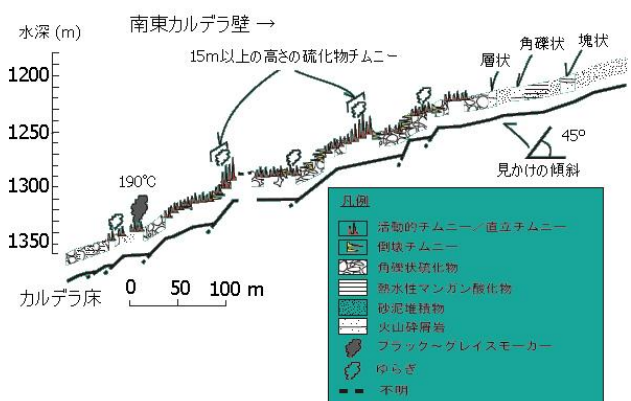 南東カルデラ壁 →
水深 (m)
15m以上の高さの硫化物チムニー
層状
角礫状
塊状
1200
1250
1300
1350
190℃
45°
見かけの傾斜
カルデラ床
0 50 100 m
凡例
活動的チムニー／直立チムニー
倒壊チムニー
角礫状硫化物
熱水性マンガン酸化物
砂泥堆積物
火山砕屑岩
ブラック～グレイスモーカー
ゆらぎ
不明